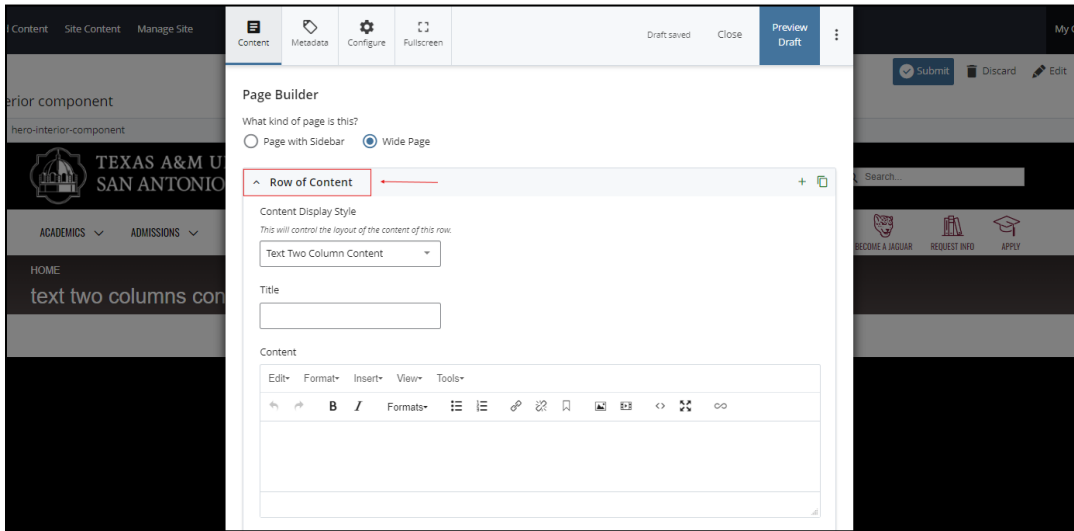 l Content Site Content Manage Site
Content Metadata Configure Fullscreen
Draft saved Close Preview Draft
My C
Submit Discard Edit
erior component
hero-interior-component
TEXAS A&M U
SAN ANTONIO
Search...
ACADEMICS ADMISSIONS
BECOME A JAGUAR REQUEST INFO APPLY
HOME
text two columns con
Page Builder
What kind of page is this?
Page with Sidebar Wide Page
Row of Content
Content Display Style
This will control the layout of the content of this row.
Text Two Column Content
Title
Content
Edit Format Insert View Tools
B I Formats